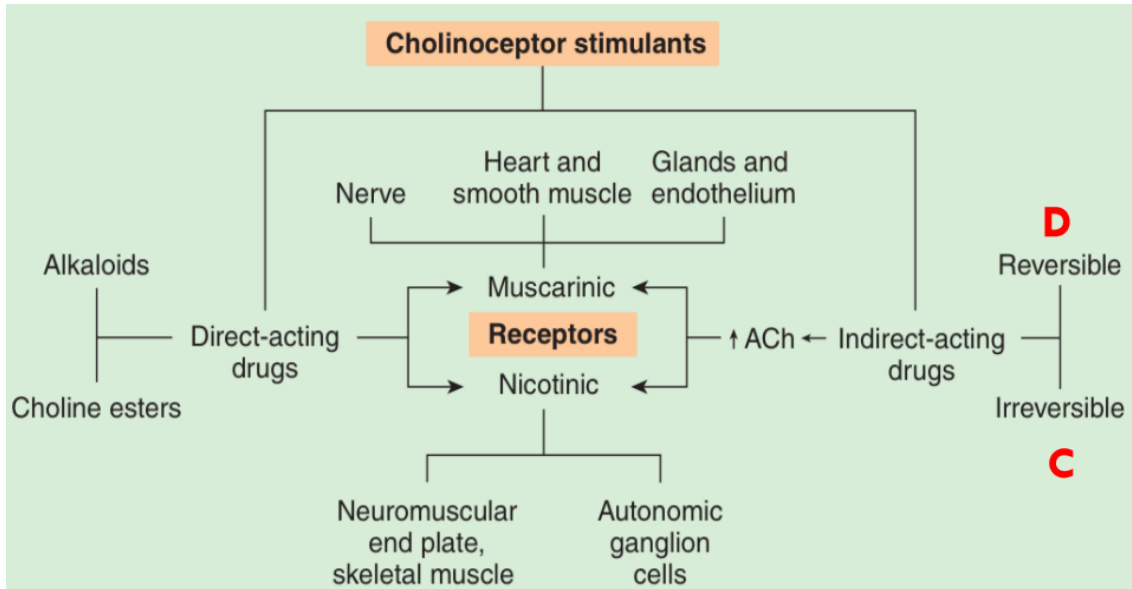 Cholinoceptor stimulants
Nerve
Heart and
smooth muscle
Glands and
endothelium
D
Alkaloids
Reversible
Muscarinic
Direct-acting
drugs
Receptors
↑ ACh
Indirect-acting
drugs
Nicotinic
Choline esters
Irreversible
C
Neuromuscular
end plate,
skeletal muscle
Autonomic
ganglion
cells